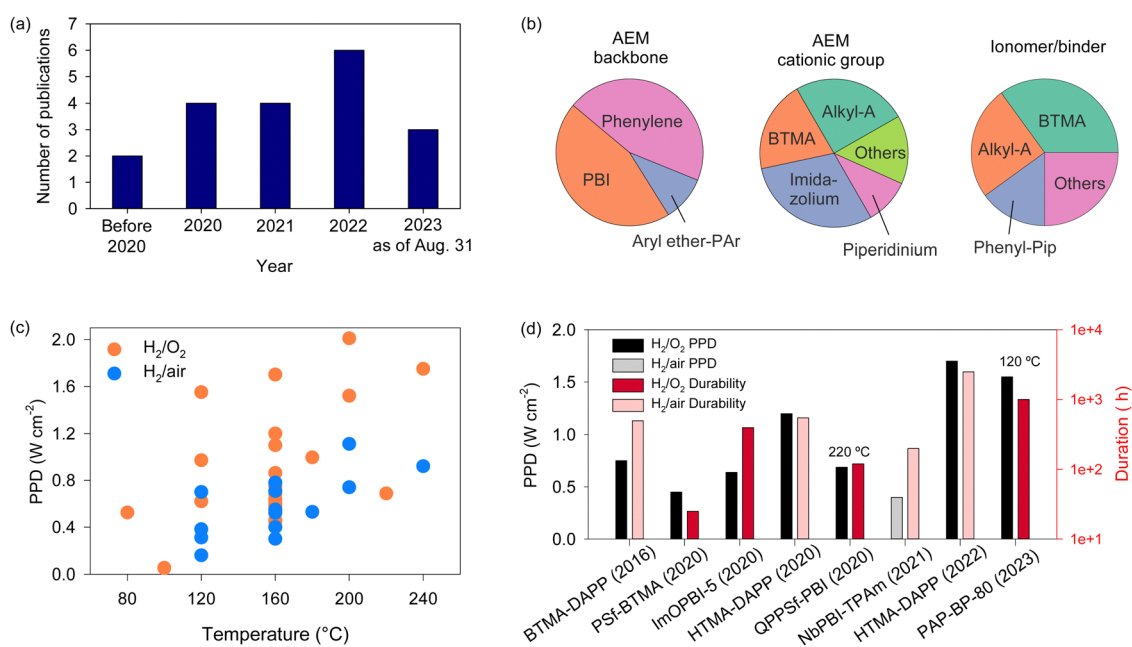 (a)
Number of publications
7
6
5
4
3
2
1
0
Before
2020
2020
2021
2022
2023
as of Aug. 31
Year
(b)
AEM
backbone
Phenylene
PBI
Aryl ether-PAr
AEM
cationic group
Alkyl-A
BTMA
Others
Imida-
zolium
Piperidinium
Ionomer/binder
BTMA
Alkyl-A
Others
Phenyl-Pip
(c)
PPD (W cm⁻²)
2.0
1.6
1.2
0.8
0.4
0.0
H₂/O₂
H₂/air
80
120
160
200
240
Temperature (°C)
(d)
PPD (W cm⁻²)
2.0
1.5
1.0
0.5
0.0
H₂/O₂ PPD
H₂/air PPD
H₂/O₂ Durability
H₂/air Durability
220 ºC
120 ºC
1e+4
1e+3
1e+2
1e+1
Duration ( h)
BTMA-DAPP (2016)
PSf-BTMA (2020)
ImOPBI-5 (2020)
HTMA-DAPP (2020)
QPPSf-PBI (2020)
NbPBI-TPAm (2021)
HTMA-DAPP (2022)
PAP-BP-80 (2023)